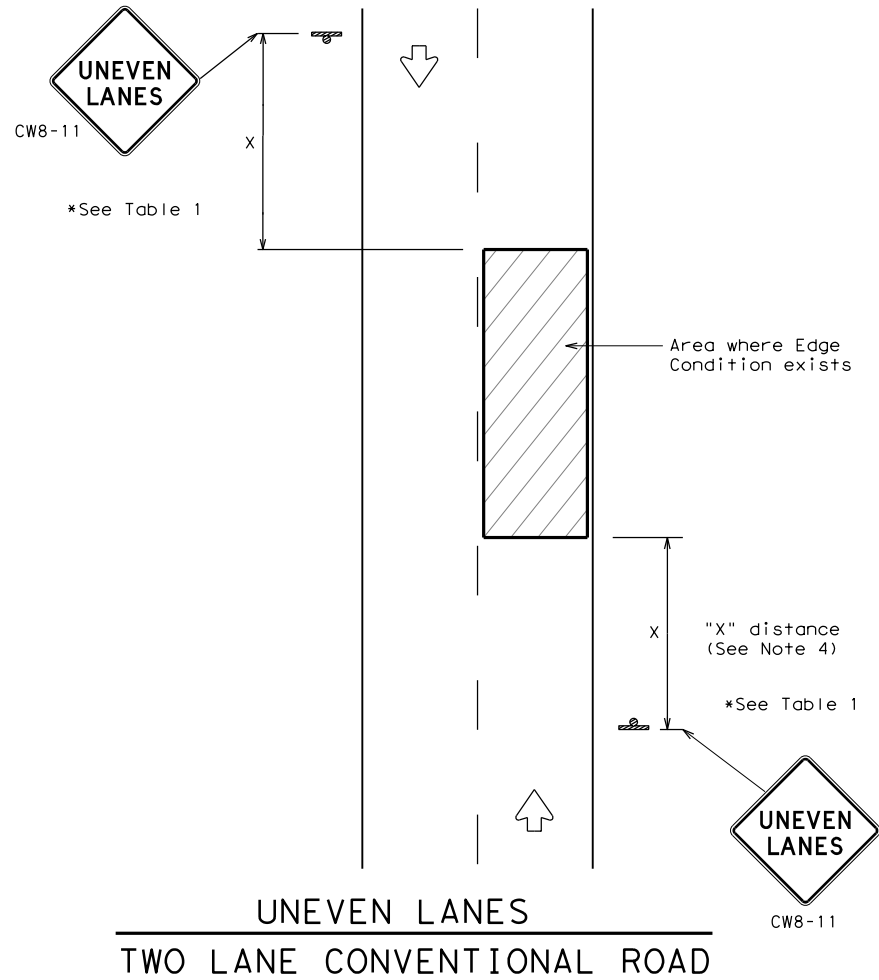 UNEVEN
LANES
CW8-11
X
*See Table 1
Area where Edge
Condition exists
X
"X" distance
(See Note 4)
*See Table 1
UNEVEN
LANES
CW8-11
UNEVEN LANES
TWO LANE CONVENTIONAL ROAD